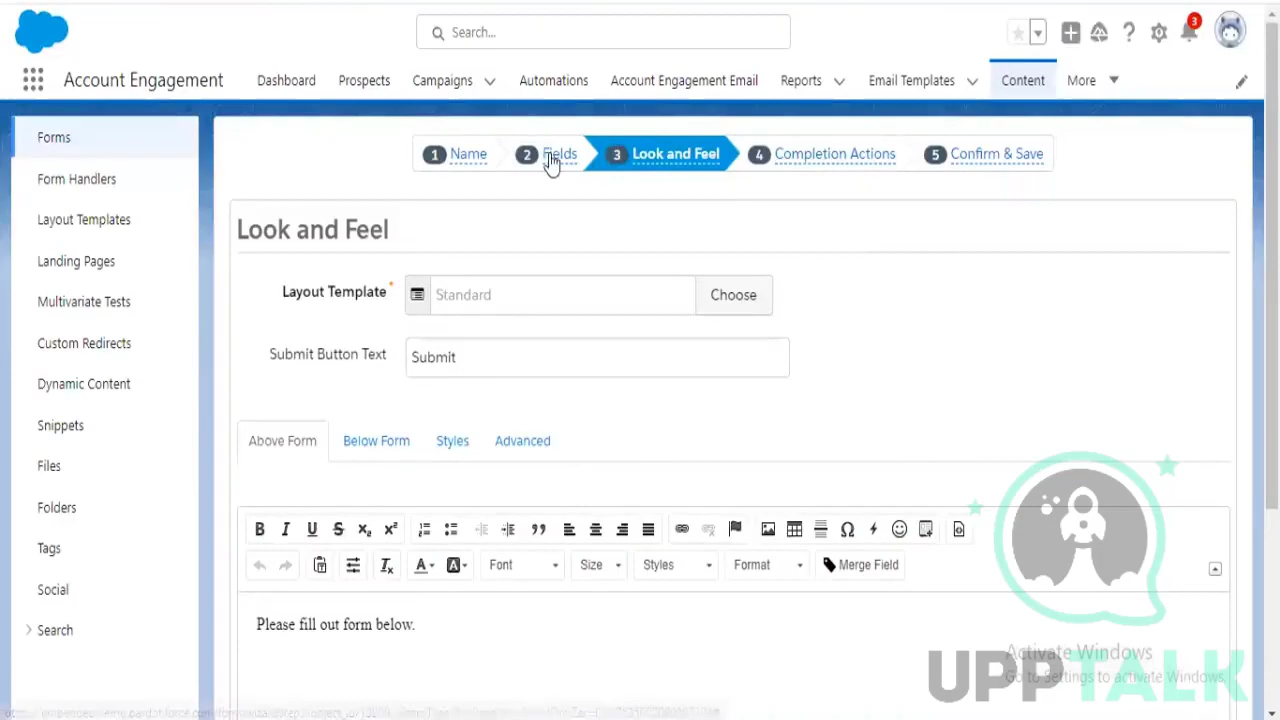 Search...
3
Account Engagement
Dashboard
Prospects
Campaigns
Automations
Account Engagement Email
Reports
Email Templates
Content
More
Forms
Form Handlers
Layout Templates
Landing Pages
Multivariate Tests
Custom Redirects
Dynamic Content
Snippets
Files
Folders
Tags
Social
Search
1 Name
2 Fields
3 Look and Feel
4 Completion Actions
5 Confirm & Save
Look and Feel
Layout Template *
Standard
Choose
Submit Button Text
Submit
Above Form
Below Form
Styles
Advanced
Font
Size
Styles
Format
Merge Field
Please fill out form below.
Activate Windows
Go to Settings to activate Windows.
UPPTALK